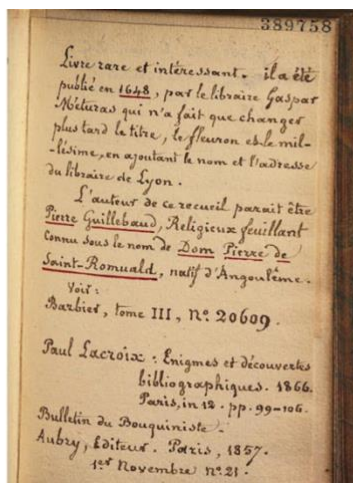 389758
Livre rare et intéressant. il a été
publié en 1648, par le libraire Gaspar
Méturas qui n'a fait que changer
plus tard le titre, le fleuron et le mil-
-lésime, en ajoutant le nom et l'adresse
du libraire de Lyon.
L'auteur de ce recueil parait être
Pierre Guillebaud, Religieux feuillant
connu sous le nom de Dom Pierre de
Saint-Romuald, natif d'Angoulême.
Voir:
Barbier, tome III, No. 20609.
Paul Lacroix: Enigmes et découvertes
bibliographiques. 1866.
Paris, in 12. pp. 99-106.
Bulletin du Bouquiniste.
Aubry, Editeur. Paris, 1857.
1er Novembre no. 21.